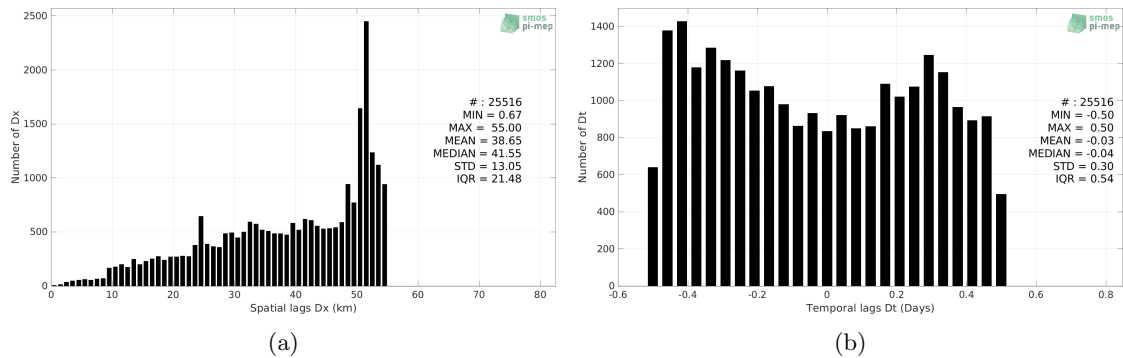 2500
2000
1500
1000
500
0
0 10 20 30 40 50 60 70 80
Number of Dx
Spatial lags Dx (km)
smos
pi-mep
# : 25516
MIN = 0.67
MAX = 55.00
MEAN = 38.65
MEDIAN = 41.55
STD = 13.05
IQR = 21.48
(a)
1400
1200
1000
800
600
400
200
0
-0.6 -0.4 -0.2 0 0.2 0.4 0.6 0.8
Number of Dt
Temporal lags Dt (Days)
smos
pi-mep
# : 25516
MIN = -0.50
MAX = 0.50
MEAN = -0.03
MEDIAN = -0.04
STD = 0.30
IQR = 0.54
(b)